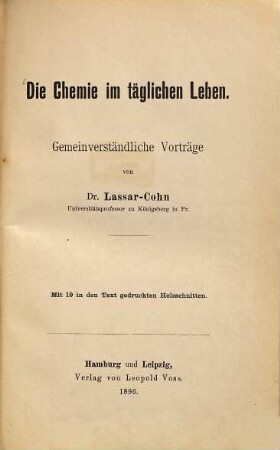 Die Chemie im täglichen Leben.
Gemeinverständliche Vorträge
von
Dr. Lassar-Cohn
Universitätsprofessor zu Königsberg in Pr.
Mit 19 in den Text gedruckten Holzschnitten.
Hamburg und Leipzig,
Verlag von Leopold Voss.
1896.